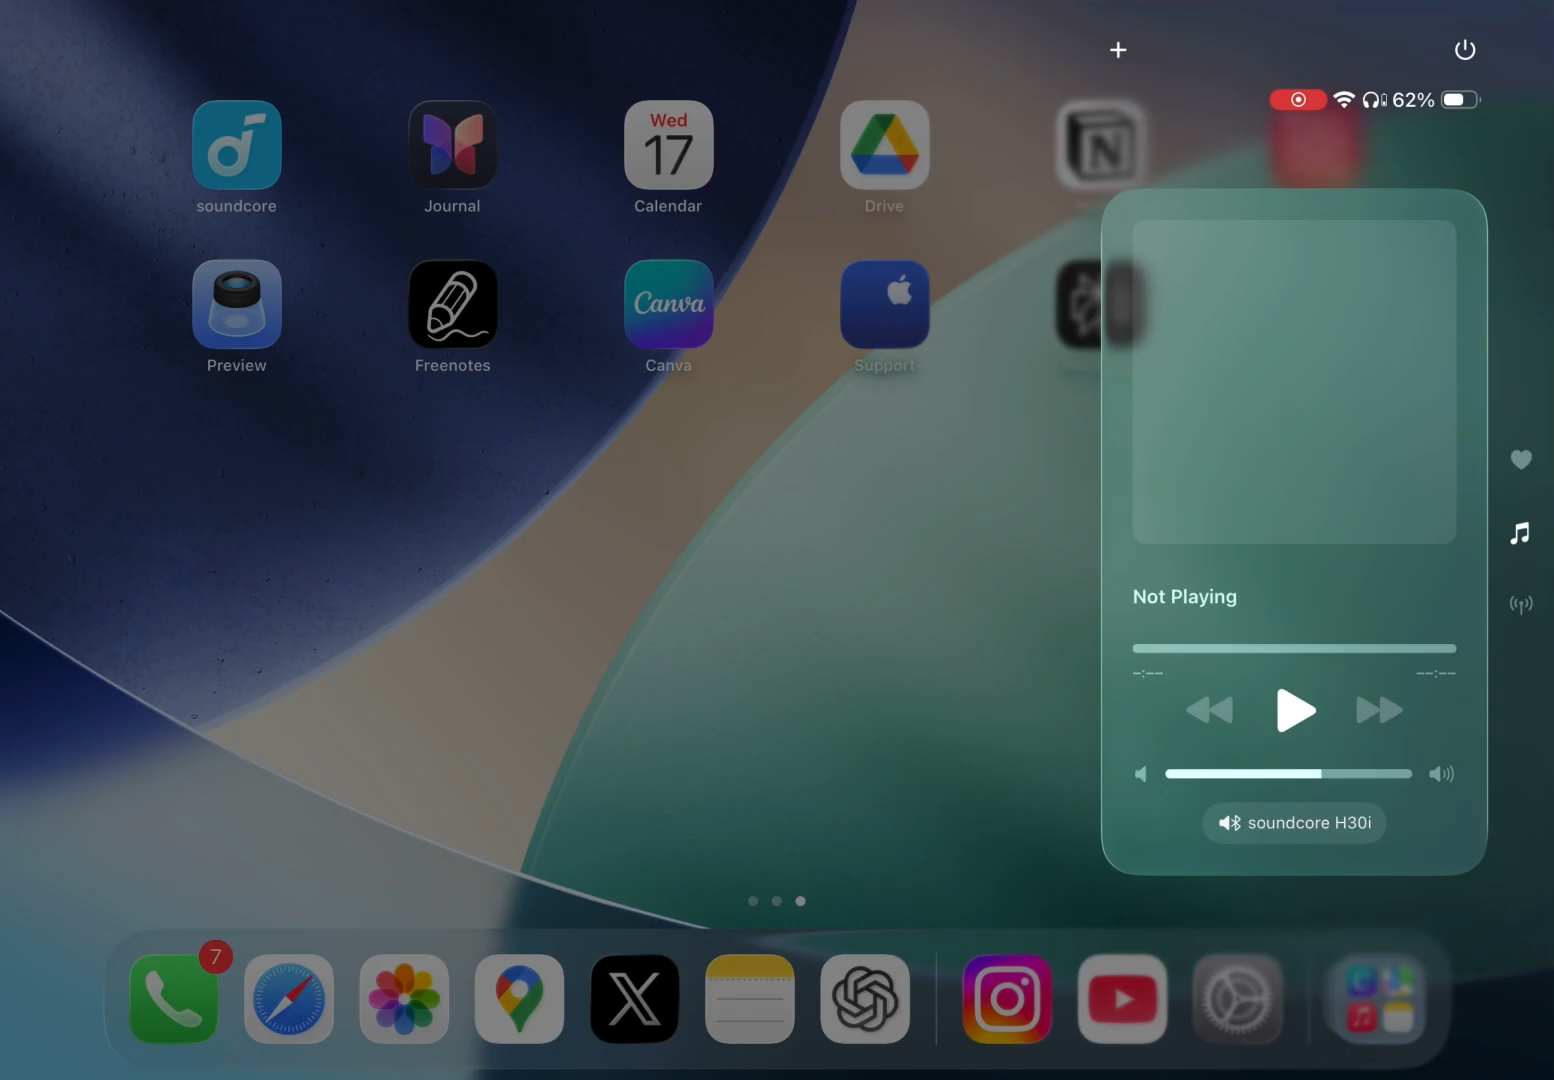 62%
soundcore
Journal
Wed
17
Calendar
Drive
N
Preview
Freenotes
Canva
Canva
Support
Not Playing
-:--
--:--
soundcore H30i
7